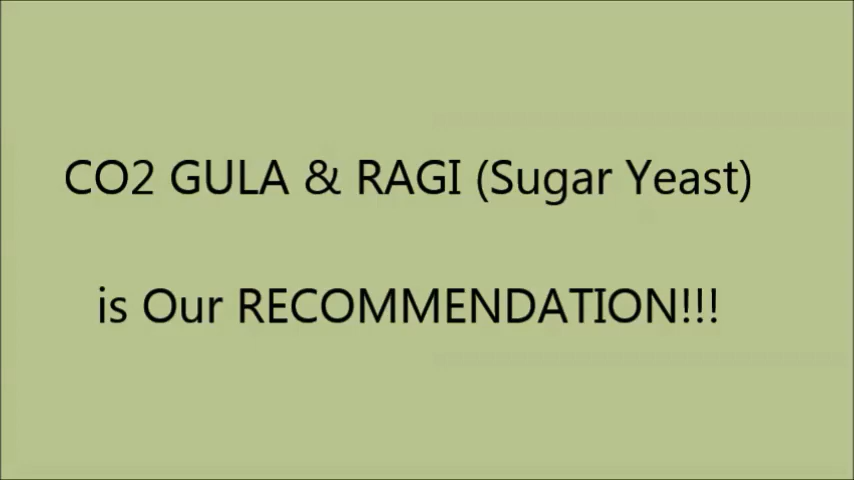 CO2 GULA & RAGI (Sugar Yeast)
is Our RECOMMENDATION!!!